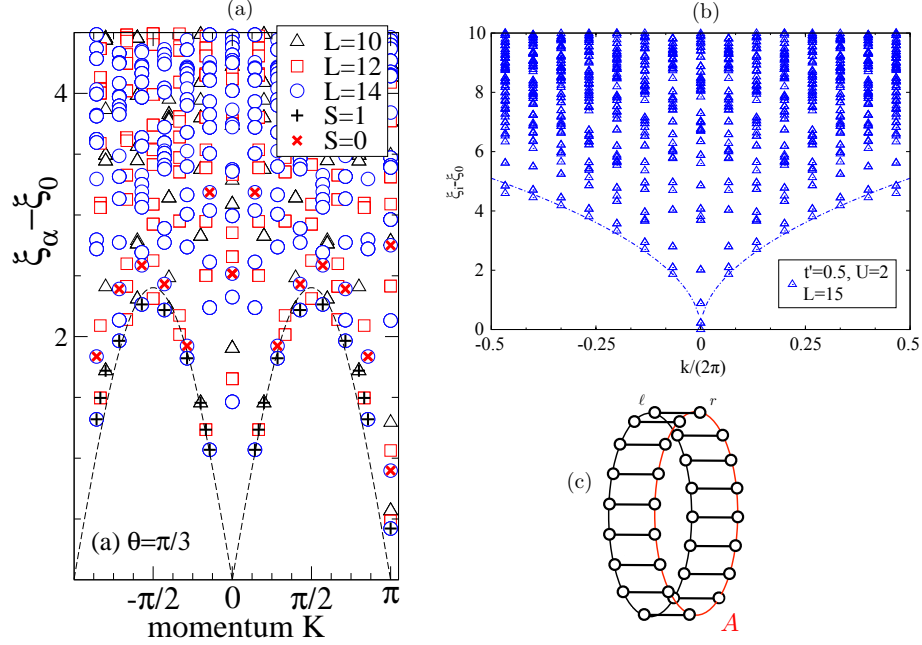 (a)
L=10
L=12
L=14
S=1
S=0
4
2
ξα−ξ0
(a) θ=π/3
-π/2 0 π/2 π
momentum K
(b)
10
8
6
4
2
0
ξi−ξ0
t'=0.5, U=2
L=15
-0.5 -0.25 0 0.25 0.5
k/(2π)
ℓ r
(c)
A